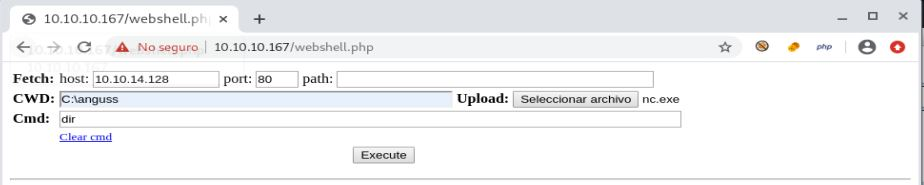 10.10.10.167/webshell.ph
No seguro 10.10.10.167/webshell.php php
Fetch: host: 10.10.14.128 port: 80 path:
CWD: C:\anguss Upload: Seleccionar archivo nc.exe
Cmd: dir
Clear cmd
Execute